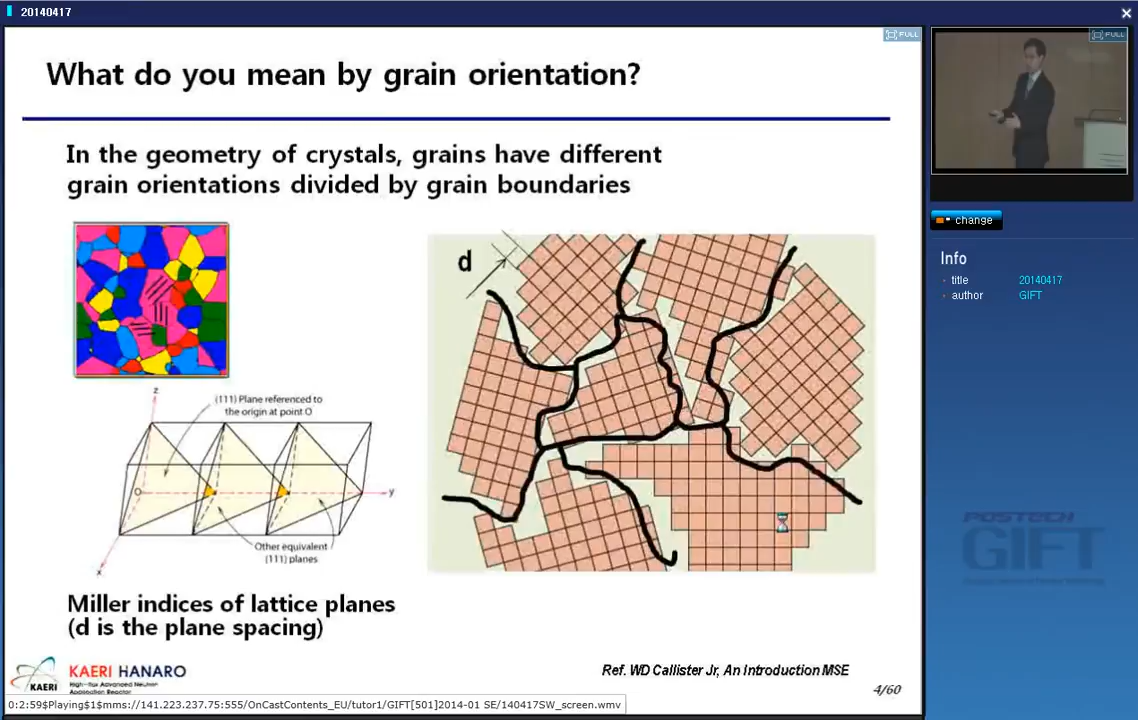 20140417
FULL
What do you mean by grain orientation?
In the geometry of crystals, grains have different
grain orientations divided by grain boundaries
d
z
(111) Plane referenced to
the origin at point O
O
y
Other equivalent
(111) planes
x
Miller indices of lattice planes
(d is the plane spacing)
KAERI
KAERI HANARO
High-flux Advanced Neutron
Application Reactor
Ref. WD Callister Jr, An Introduction MSE
4/60
0:2:59$Playing$1$mms://141.223.237.75:555/OnCastContents_EU/tutor1/GIFT[501]2014-01 SE/140417SW_screen.wmv
FULL
change
Info
title 20140417
author GIFT
POSTECH
GIFT